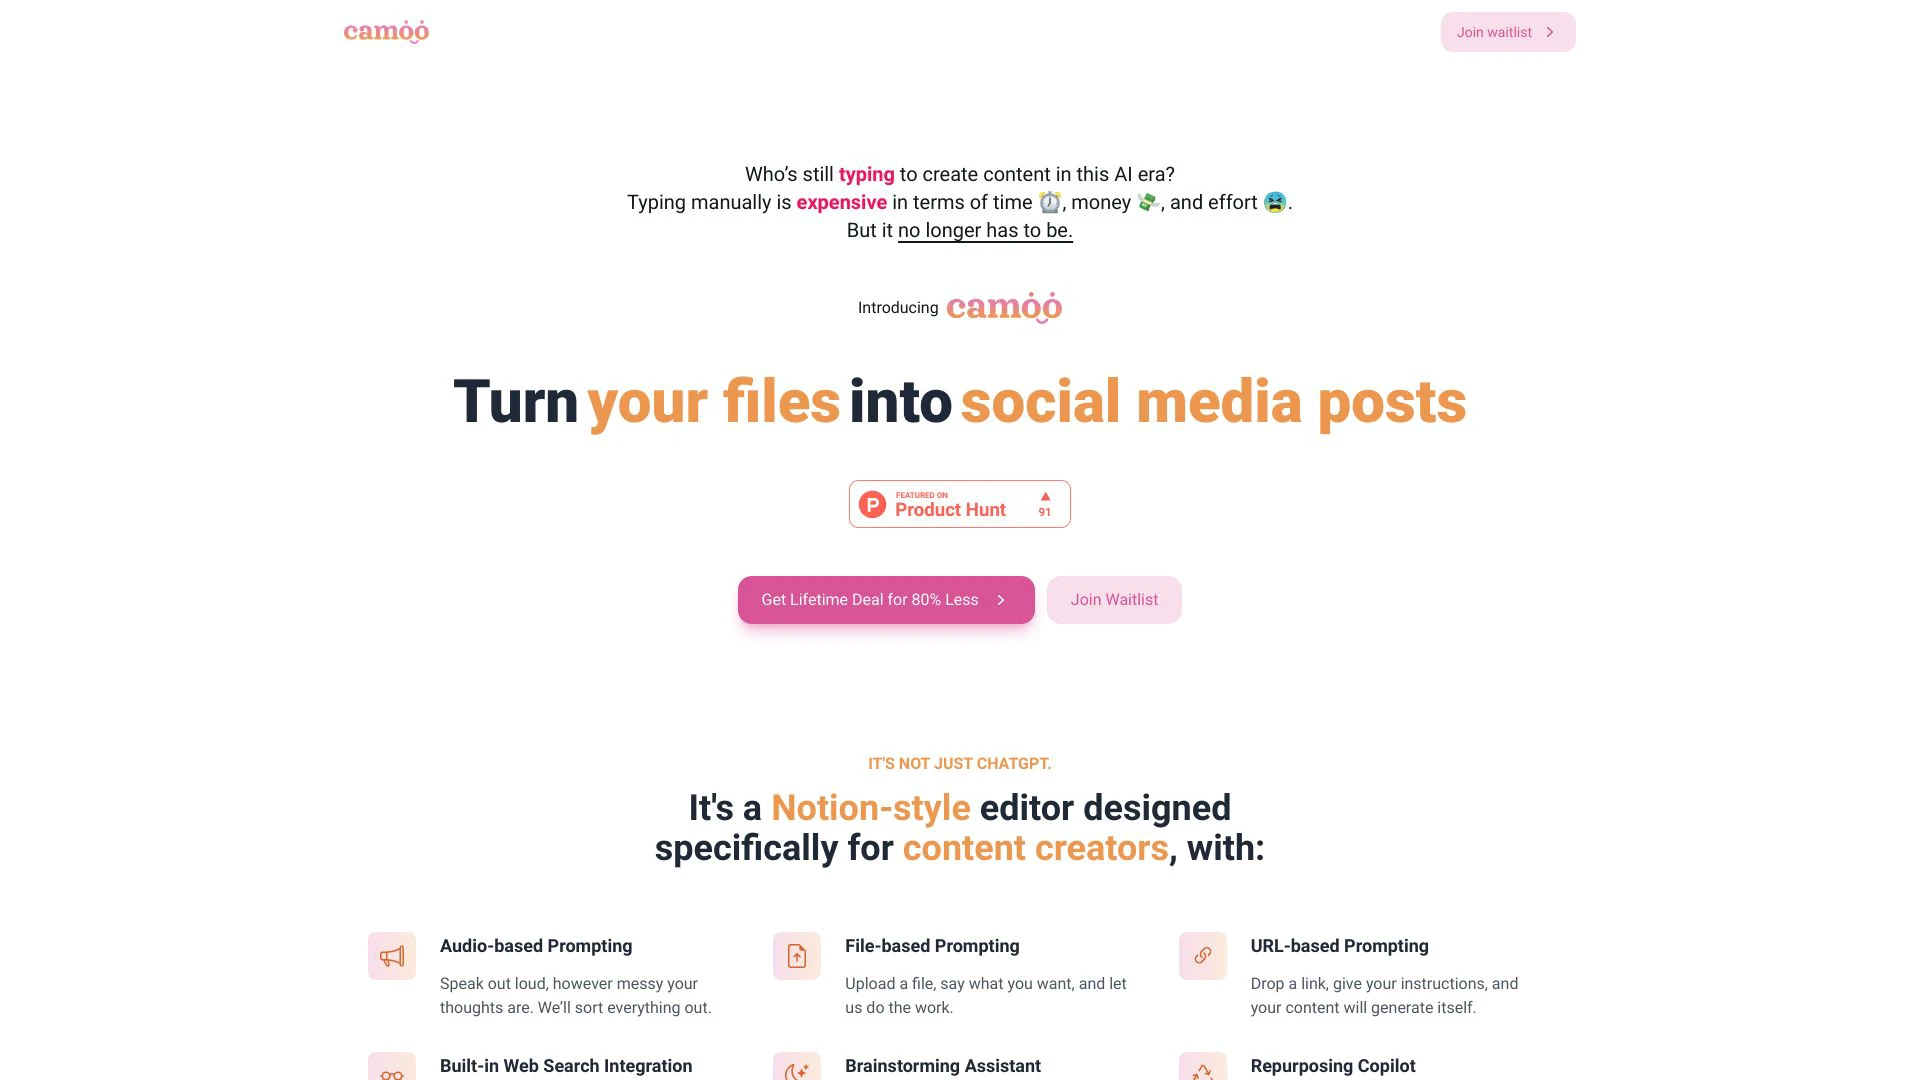 camöö
Join waitlist
Who’s still typing to create content in this AI era?
Typing manually is expensive in terms of time ⏰, money 💸, and effort 😫.
But it no longer has to be.
Introducing camöö
Turn your files into social media posts
FEATURED ON
Product Hunt
91
Get Lifetime Deal for 80% Less
Join Waitlist
IT'S NOT JUST CHATGPT.
It's a Notion-style editor designed
specifically for content creators, with:
Audio-based Prompting
Speak out loud, however messy your
thoughts are. We’ll sort everything out.
File-based Prompting
Upload a file, say what you want, and let
us do the work.
URL-based Prompting
Drop a link, give your instructions, and
your content will generate itself.
Built-in Web Search Integration
Brainstorming Assistant
Repurposing Copilot